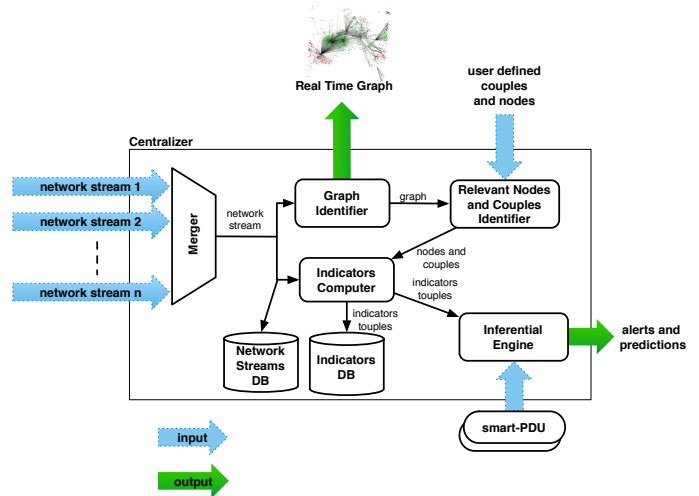 Real Time Graph
user defined
couples
and nodes
Centralizer
network stream 1
network stream 2
network stream n
Merger
network
stream
Graph
Identifier
graph
Relevant Nodes
and Couples
Identifier
nodes and
couples
Indicators
Computer
indicators
touples
indicators
touples
Network
Streams
DB
Indicators
DB
Inferential
Engine
alerts and
predictions
smart-PDU
input
output